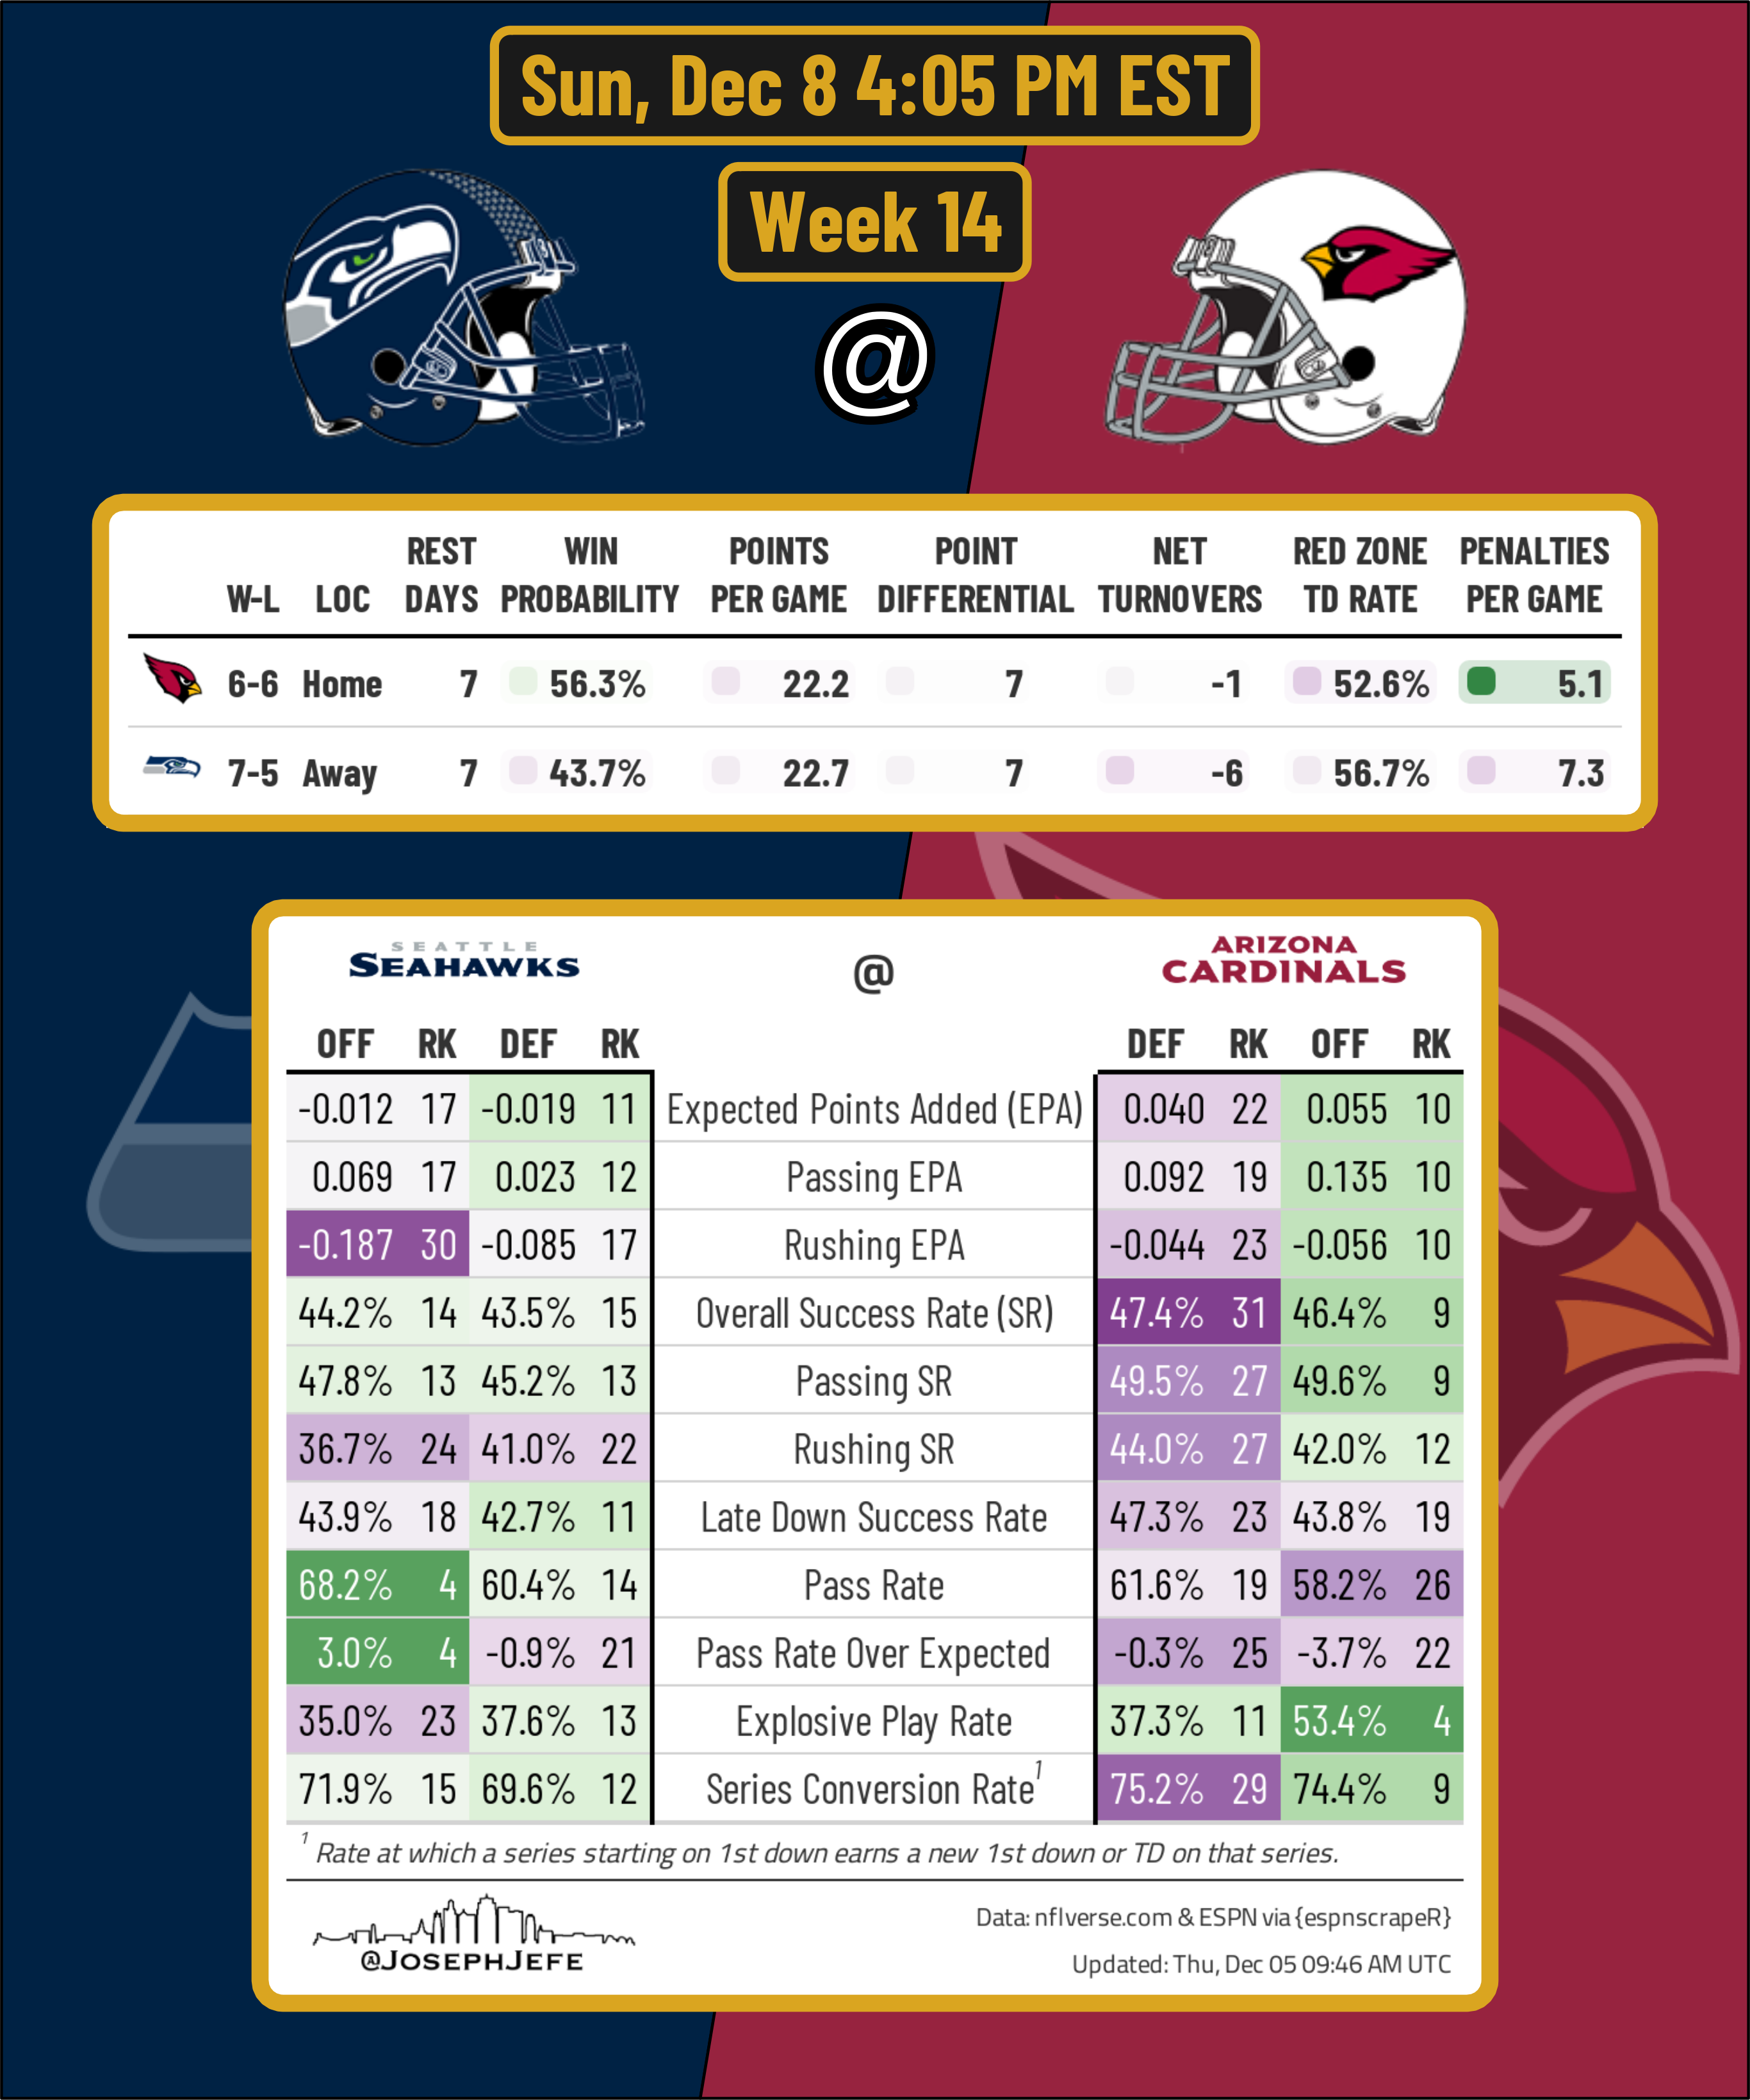 Sun, Dec 8 4:05 PM EST
Week 14
@
REST WIN POINTS POINT NET RED ZONE PENALTIES
W-L LOC DAYS PROBABILITY PER GAME DIFFERENTIAL TURNOVERS TD RATE PER GAME
6-6 Home 7 56.3% 22.2 7 -1 52.6% 5.1
7-5 Away 7 43.7% 22.7 7 -6 56.7% 7.3
SEATTLE
SEAHAWKS
@
ARIZONA
CARDINALS
OFF RK DEF RK DEF RK OFF RK
-0.012 17 -0.019 11 Expected Points Added (EPA) 0.040 22 0.055 10
0.069 17 0.023 12 Passing EPA 0.092 19 0.135 10
-0.187 30 -0.085 17 Rushing EPA -0.044 23 -0.056 10
44.2% 14 43.5% 15 Overall Success Rate (SR) 47.4% 31 46.4% 9
47.8% 13 45.2% 13 Passing SR 49.5% 27 49.6% 9
36.7% 24 41.0% 22 Rushing SR 44.0% 27 42.0% 12
43.9% 18 42.7% 11 Late Down Success Rate 47.3% 23 43.8% 19
68.2% 4 60.4% 14 Pass Rate 61.6% 19 58.2% 26
3.0% 4 -0.9% 21 Pass Rate Over Expected -0.3% 25 -3.7% 22
35.0% 23 37.6% 13 Explosive Play Rate 37.3% 11 53.4% 4
71.9% 15 69.6% 12 Series Conversion Rate1 75.2% 29 74.4% 9
1 Rate at which a series starting on 1st down earns a new 1st down or TD on that series.
@JOSEPHJEFE
Data: nflverse.com & ESPN via {espnscrapeR}
Updated: Thu, Dec 05 09:46 AM UTC